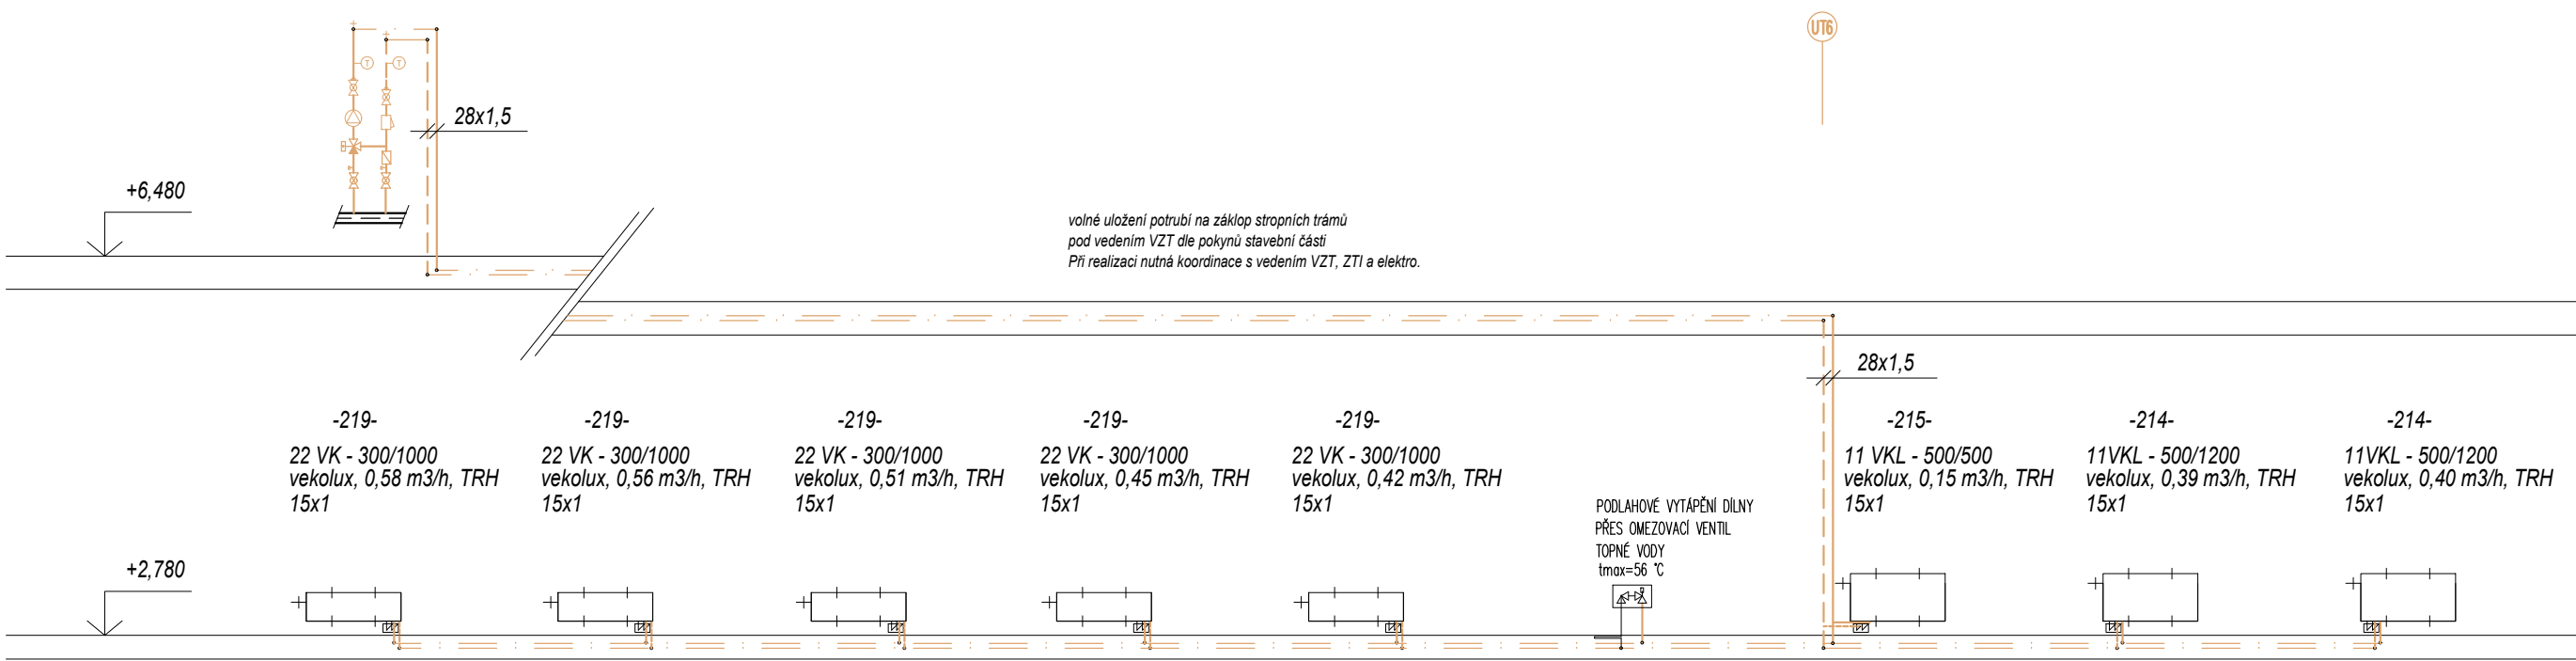 UT6
T
T
28x1,5
+6,480
volné uložení potrubí na záklop stropních trámů
pod vedením VZT dle pokynů stavební části
Při realizaci nutná koordinace s vedením VZT, ZTI a elektro.
28x1,5
-219-
22 VK - 300/1000
vekolux, 0,58 m3/h, TRH
15x1
-219-
22 VK - 300/1000
vekolux, 0,56 m3/h, TRH
15x1
-219-
22 VK - 300/1000
vekolux, 0,51 m3/h, TRH
15x1
-219-
22 VK - 300/1000
vekolux, 0,45 m3/h, TRH
15x1
-219-
22 VK - 300/1000
vekolux, 0,42 m3/h, TRH
15x1
PODLAHOVÉ VYTÁPĚNÍ DÍLNY
PŘES OMEZOVACÍ VENTIL
TOPNÉ VODY
tmax=56 °C
-215-
11 VKL - 500/500
vekolux, 0,15 m3/h, TRH
15x1
-214-
11VKL - 500/1200
vekolux, 0,39 m3/h, TRH
15x1
-214-
11VKL - 500/1200
vekolux, 0,40 m3/h, TRH
15x1
+2,780